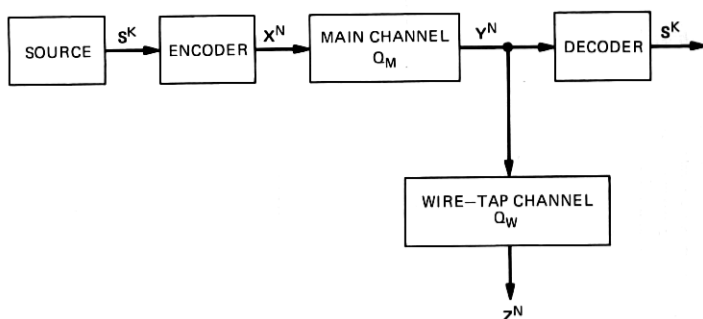 SOURCE
S^K
ENCODER
X^N
MAIN CHANNEL
Q_M
Y^N
DECODER
S^K
WIRE-TAP CHANNEL
Q_W
Z^N